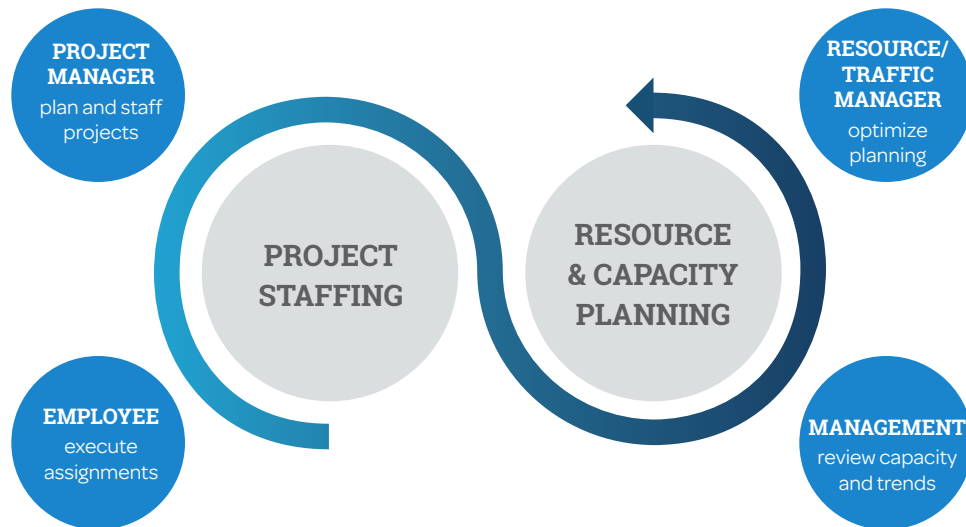 PROJECT
MANAGER
plan and staff
projects
RESOURCE/
TRAFFIC
MANAGER
optimize
planning
PROJECT
STAFFING
RESOURCE
& CAPACITY
PLANNING
EMPLOYEE
execute
assignments
MANAGEMENT
review capacity
and trends